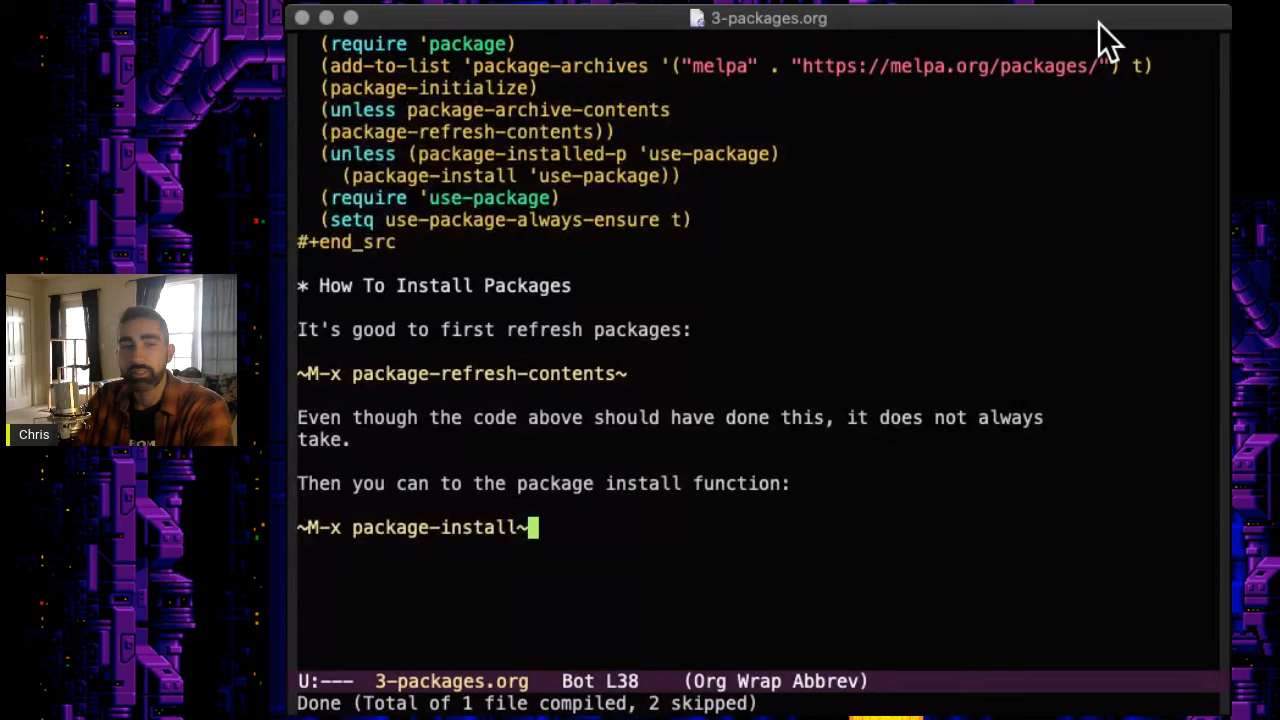 3-packages.org
(require 'package)
(add-to-list 'package-archives '("melpa" . "https://melpa.org/packages/") t)
(package-initialize)
(unless package-archive-contents
(package-refresh-contents))
(unless (package-installed-p 'use-package)
(package-install 'use-package))
(require 'use-package)
(setq use-package-always-ensure t)
#+end_src
* How To Install Packages
It's good to first refresh packages:
~M-x package-refresh-contents~
Even though the code above should have done this, it does not always
take.
Then you can to the package install function:
~M-x package-install~
Chris
U:--- 3-packages.org Bot L38 (Org Wrap Abbrev)
Done (Total of 1 file compiled, 2 skipped)